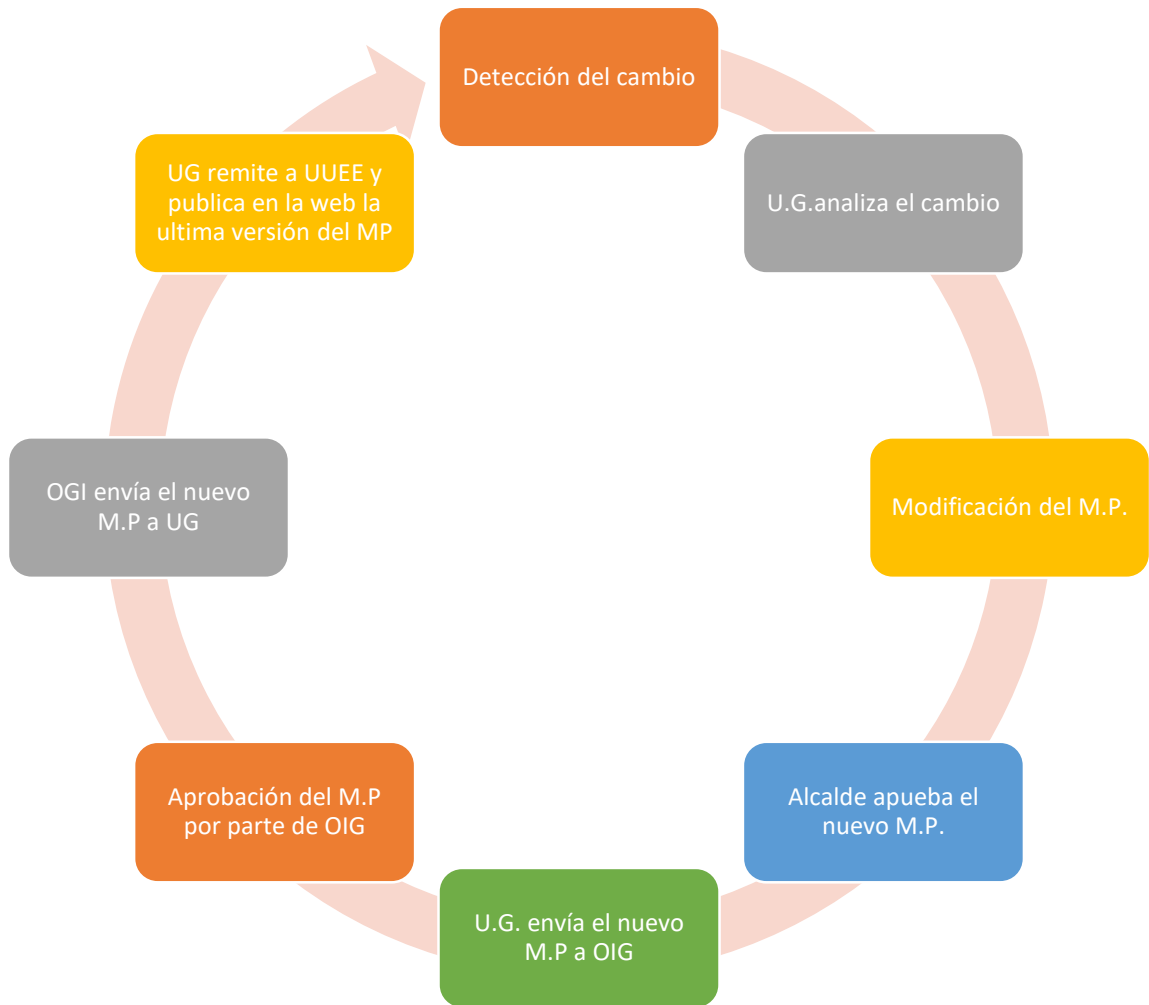 Detección del cambio
U.G.analiza el cambio
Modificación del M.P.
Alcalde apueba el
nuevo M.P.
U.G. envía el nuevo
M.P a OIG
Aprobación del M.P
por parte de OIG
OGI envía el nuevo
M.P a UG
UG remite a UUEE y
publica en la web la
ultima versión del MP